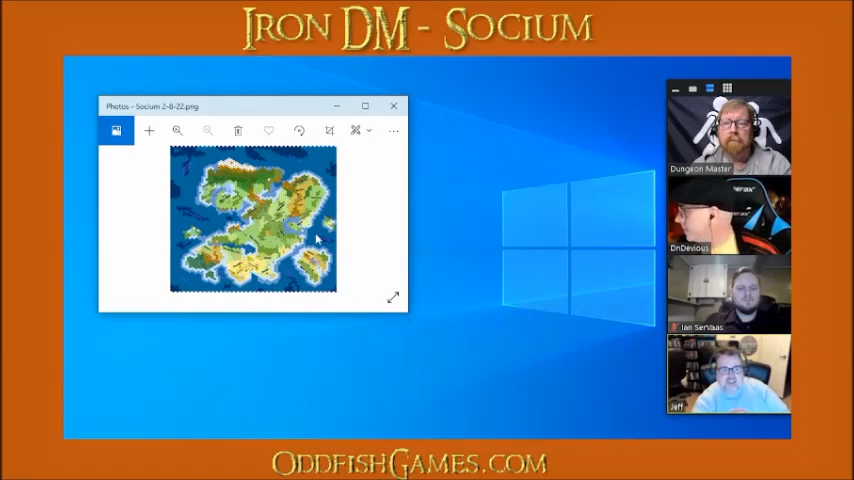 IRON DM - SOCIUM
Photos - Socium 2-8-22.png
Dungeon Master
DnDevious
Ian SerVaas
Jeff
ODDFISHGAMES.COM